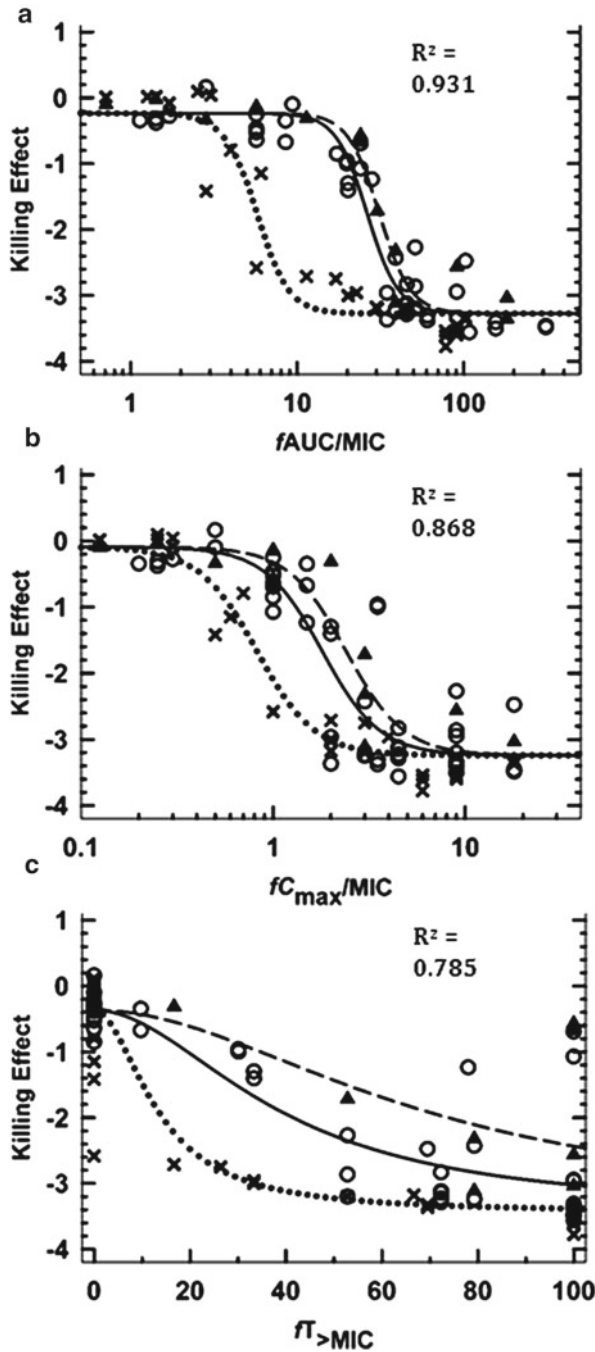 a
R² =
0.931
1
0
-1
-2
-3
-4
Killing Effect
1 10 100
fAUC/MIC
b
R² =
0.868
1
0
-1
-2
-3
-4
Killing Effect
0.1 1 10
fCmax/MIC
c
R² =
0.785
1
0
-1
-2
-3
-4
Killing Effect
0 20 40 60 80 100
fT>MIC